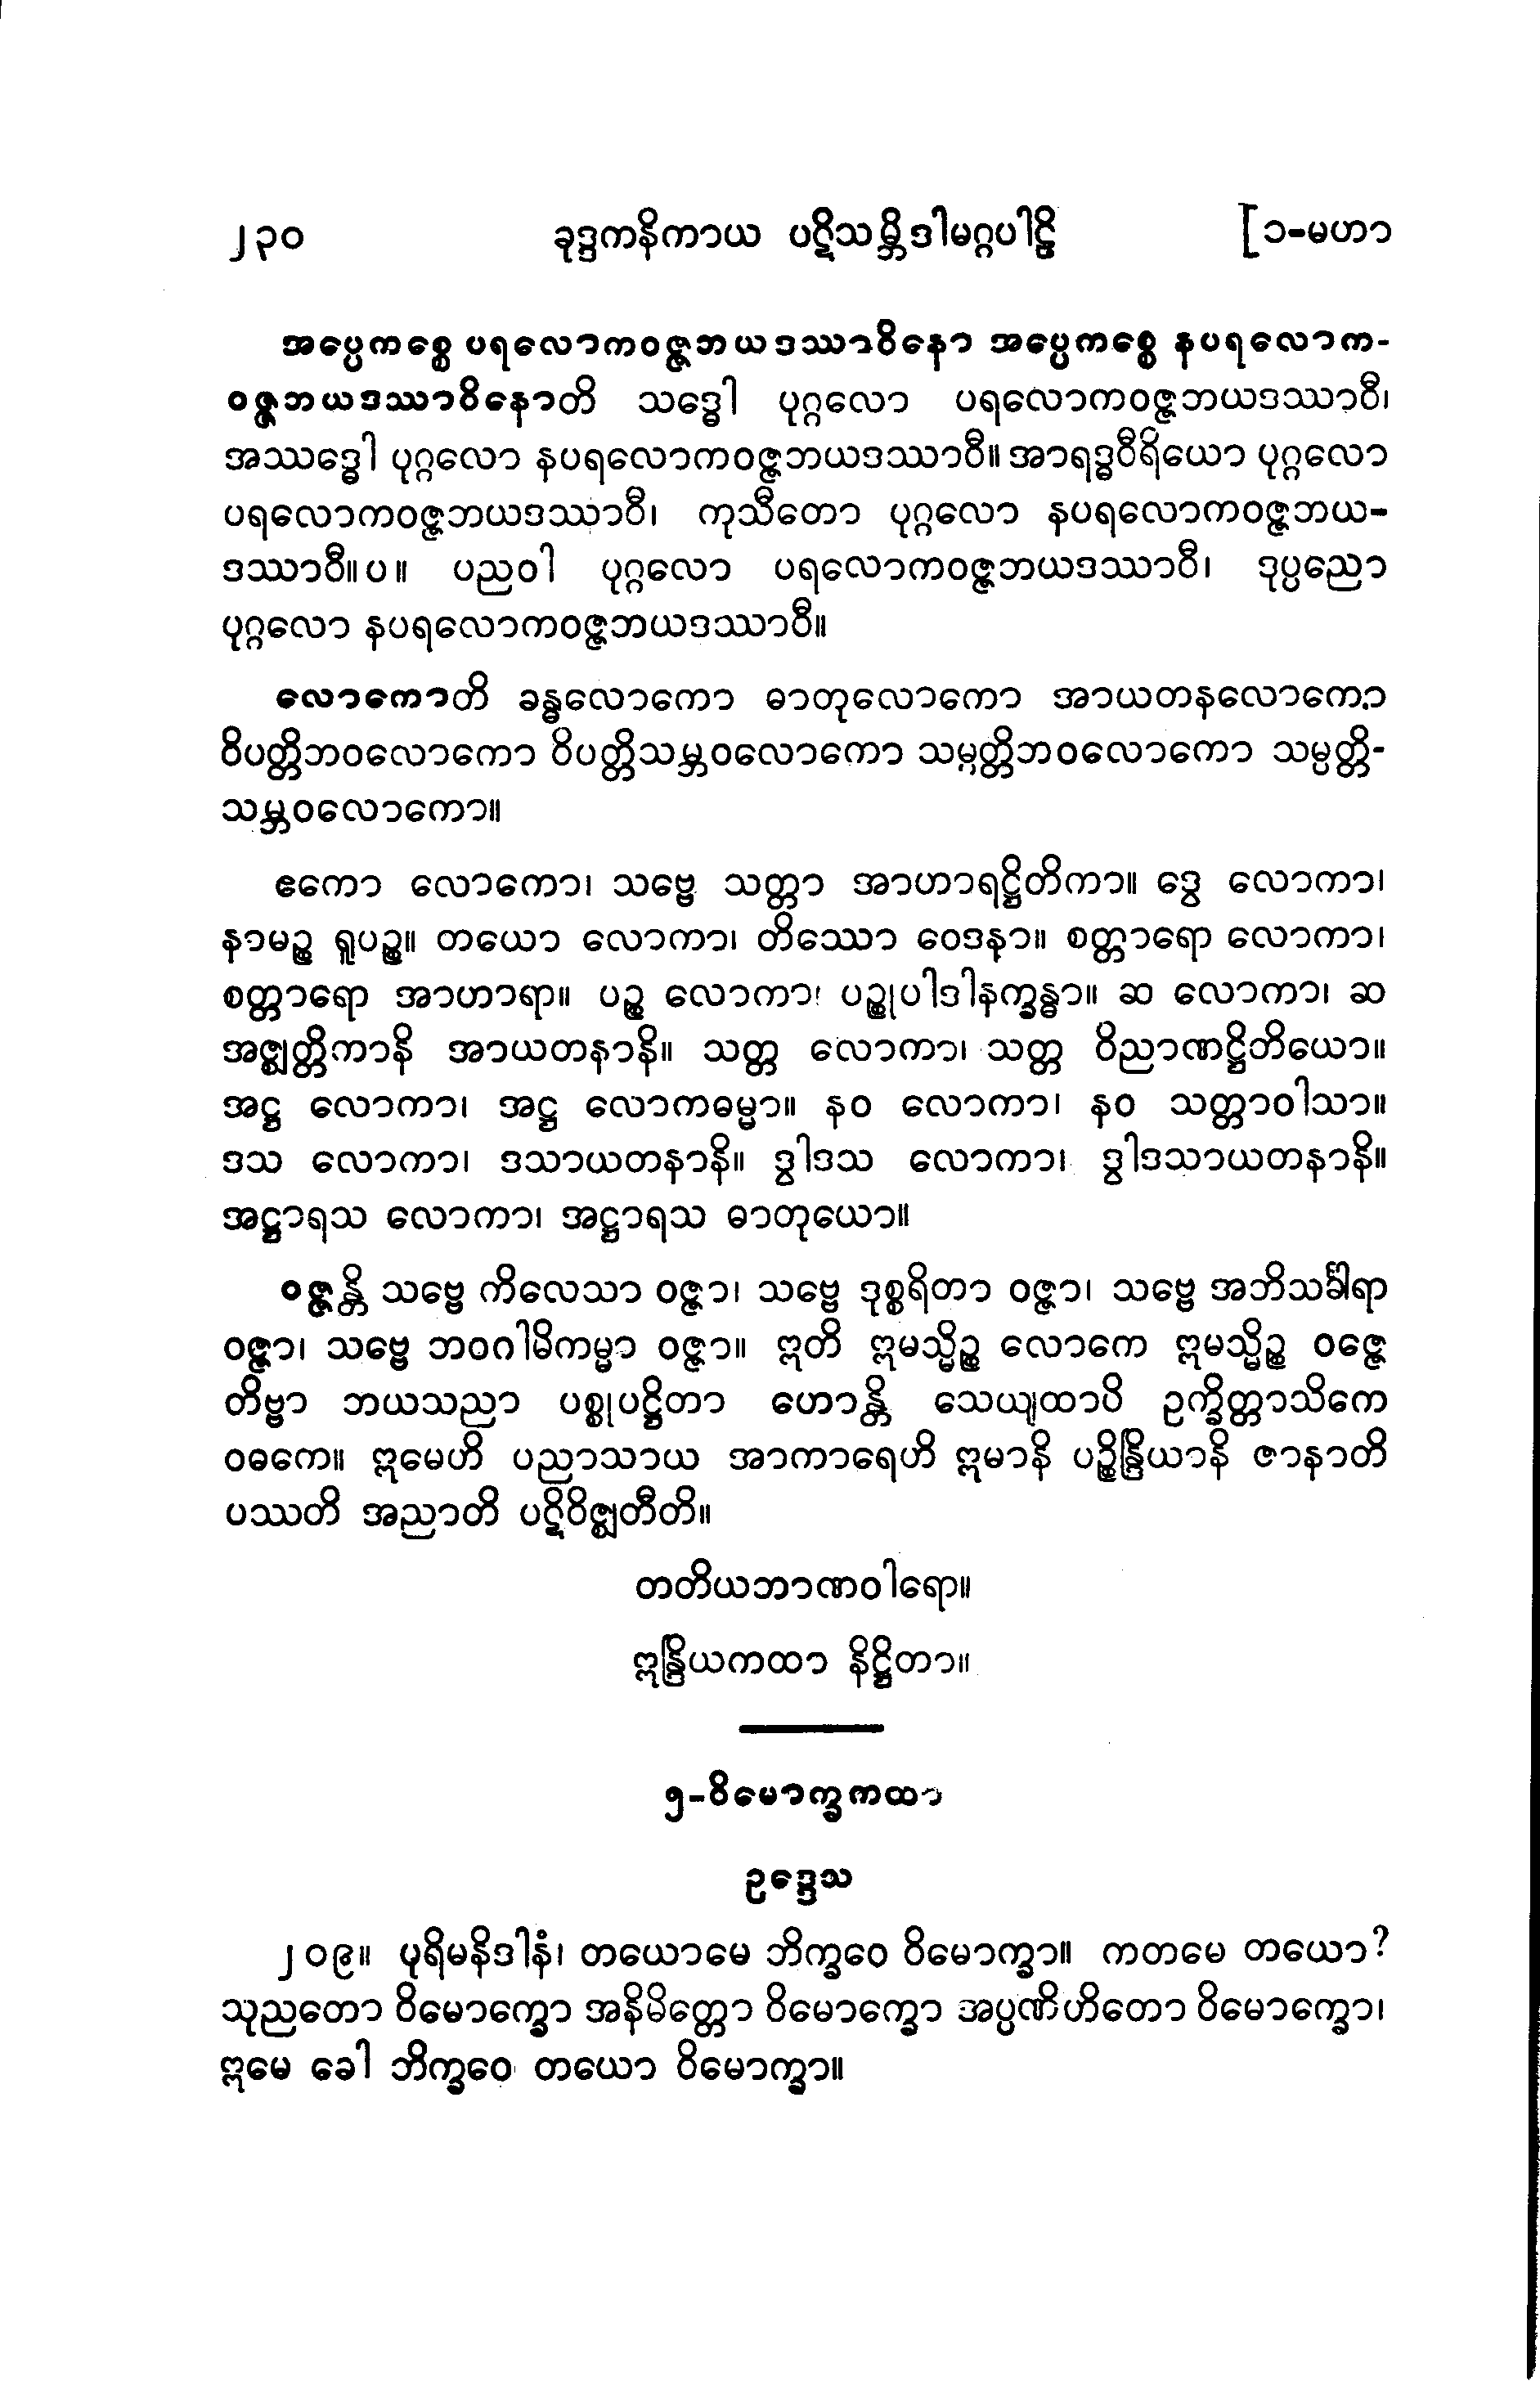 ၂၃၀ ခုဒ္ဒကနိကာယ ပဋိသမ္ဘိဒါမဂ္ဂပါဠိ [၁-မဟာ
အပ္ပေကစ္စေ ပရလောကဝဇ္ဇဘယဒဿာဝိနော အပ္ပေကစ္စေ နပရလောက-
ဝဇ္ဇဘယဒဿာဝိနောတိ သဒ္ဓေါ ပုဂ္ဂလော ပရလောကဝဇ္ဇဘယဒဿာဝီ၊
အဿဒ္ဓေါ ပုဂ္ဂလော နပရလောကဝဇ္ဇဘယဒဿာဝီ။ အာရဒ္ဓဝီရိယော ပုဂ္ဂလော
ပရလောကဝဇ္ဇဘယဒဿာဝီ၊ ကုသီတော ပုဂ္ဂလော နပရလောကဝဇ္ဇဘယ-
ဒဿာဝီ။ပ။ ပညဝါ ပုဂ္ဂလော ပရလောကဝဇ္ဇဘယဒဿာဝီ၊ ဒုပ္ပညော
ပုဂ္ဂလော နပရလောကဝဇ္ဇဘယဒဿာဝီ။
လောကောတိ ခန္ဓလောကော ဓာတုလောကော အာယတနလောကော
ဝိပတ္တိဘဝလောကော ဝိပတ္တိသမ္ဘဝလောကော သမ္ပတ္တိဘဝလောကော သမ္ပတ္တိ-
သမ္ဘဝလောကော။
ဧကော လောကော၊ သဗ္ဗေ သတ္တာ အာဟာရဋ္ဌိတိကာ။ ဒွေ လောကာ၊
နာမဉ္စ ရူပဉ္စ။ တယော လောကာ၊ တိဿော ဝေဒနာ။ စတ္တာရော လောကာ၊
စတ္တာရော အာဟာရာ။ ပဉ္စ လောကာ၊ ပဉ္စုပါဒါနက္ခန္ဓာ။ ဆ လောကာ၊ ဆ
အဇ္ဈတ္တိကာနိ အာယတနာနိ။ သတ္တ လောကာ၊ သတ္တ ဝိညာဏဋ္ဌိတိယော။
အဋ္ဌ လောကာ၊ အဋ္ဌ လောကဓမ္မာ။ နဝ လောကာ၊ နဝ သတ္တာဝါသာ။
ဒသ လောကာ၊ ဒသာယတနာနိ။ ဒွါဒသ လောကာ၊ ဒွါဒသာယတနာနိ။
အဋ္ဌာရသ လောကာ၊ အဋ္ဌာရသ ဓာတုယော။
ဝဇ္ဇန္တိ သဗ္ဗေ ကိလေသာ ဝဇ္ဇာ၊ သဗ္ဗေ ဒုစ္စရိတာ ဝဇ္ဇာ၊ သဗ္ဗေ အဘိသင်္ခါရာ
ဝဇ္ဇာ၊ သဗ္ဗေ ဘဝဂါမိကမ္မာ ဝဇ္ဇာ။ ဣတိ ဣမသ္မိဉ္စ လောကေ ဣမသ္မိဉ္စ ဝဇ္ဇေ
တိဗ္ဗာ ဘယသညာ ပစ္စုပဋ္ဌိတာ ဟောန္တိ သေယျထာပိ ဥက္ခိတ္တာသိကေ
ဝဓကေ။ ဣမေဟိ ပညာသာယ အာကာရေဟိ ဣမာနိ ပဉ္စိန္ဒြိယာနိ ဇာနာတိ
ပဿတိ အညာတိ ပဋိဝိဇ္ဈတီတိ။
တတိယဘာဏဝါရော။
ဣန္ဒြိယကထာ နိဋ္ဌိတာ။
၅-ဝိမောက္ခကထာ
ဥဒ္ဒေသ
၂၀၉။ ပုရိမနိဒါနံ၊ တယောမေ ဘိက္ခဝေ ဝိမောက္ခာ။ ကတမေ တယော?
သုညတော ဝိမောက္ခော အနိမိတ္တော ဝိမောက္ခော အပ္ပဏိဟိတော ဝိမောက္ခော၊
ဣမေ ခေါ ဘိက္ခဝေ တယော ဝိမောက္ခာ။